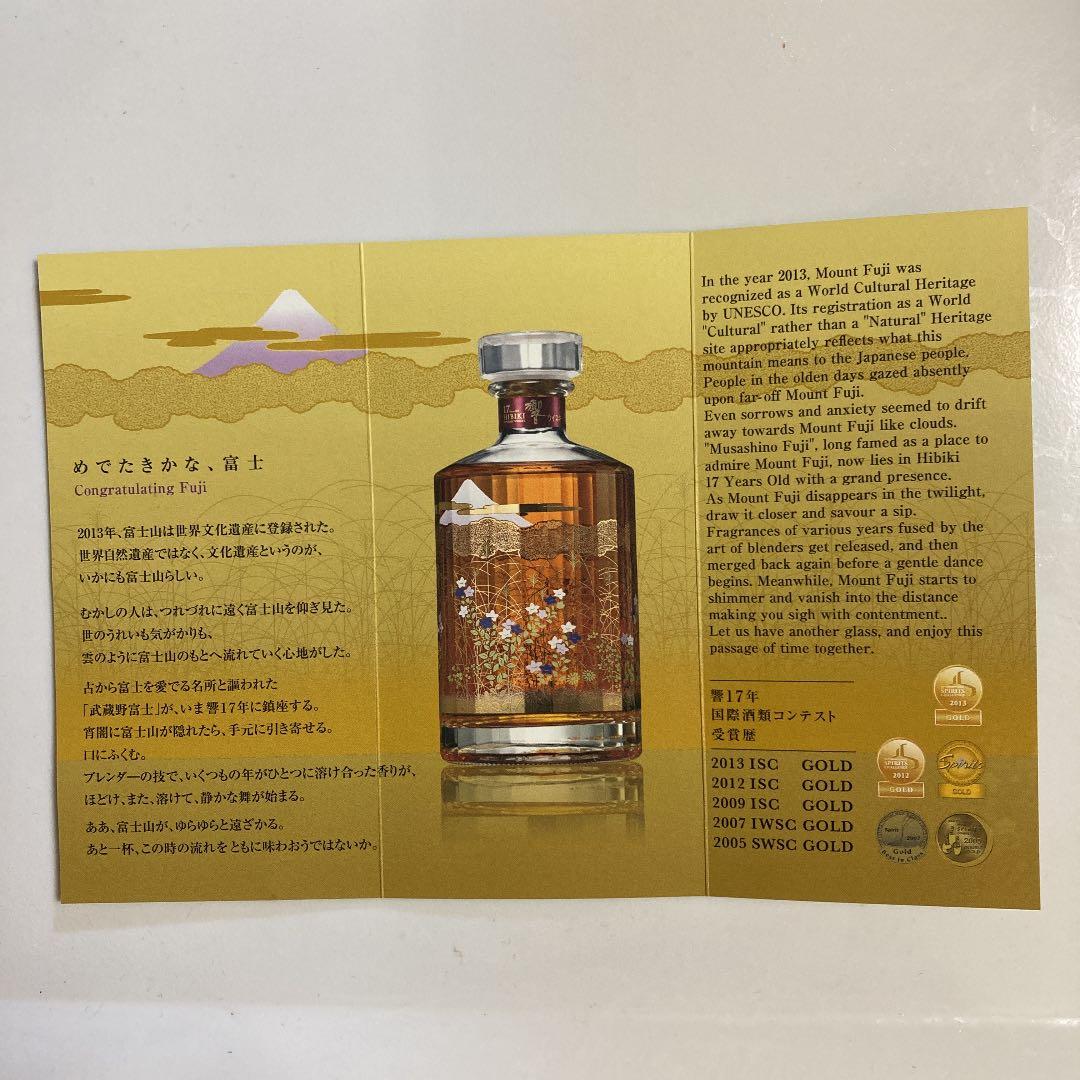 めでたきかな、富士
Congratulating Fuji
2013年、富士山は世界文化遺産に登録された。
世界自然遺産ではなく、文化遺産というのが、
いかにも富士山らしい。
むかしの人は、つれづれに遠く富士山を仰ぎ見た。
世のうれいも気がかりも、
雲のように富士山のもとへ流れていく心地がした。
古から富士を愛でる名所と謳われた
「武蔵野富士」が、いま響17年に鎮座する。
宵闇に富士山が隠れたら、手元に引き寄せる。
口にふくむ。
ブレンダーの技で、いくつもの年がひとつに溶け合った香りが、
ほどけ、また、溶けて、静かな舞が始まる。
ああ、富士山が、ゆらゆらと遠ざかる。
あと一杯、この時の流れをともに味わおうではないか。
17
HIBIKI
響
In the year 2013, Mount Fuji was
recognized as a World Cultural Heritage
by UNESCO. Its registration as a World
"Cultural" rather than a "Natural" Heritage
site appropriately reflects what this
mountain means to the Japanese people.
People in the olden days gazed absently
upon far-off Mount Fuji.
Even sorrows and anxiety seemed to drift
away towards Mount Fuji like clouds.
"Musashino Fuji", long famed as a place to
admire Mount Fuji, now lies in Hibiki
17 Years Old with a grand presence.
As Mount Fuji disappears in the twilight,
draw it closer and savour a sip.
Fragrances of various years fused by the
art of blenders get released, and then
merged back again before a gentle dance
begins. Meanwhile, Mount Fuji starts to
shimmer and vanish into the distance
making you sigh with contentment..
Let us have another glass, and enjoy this
passage of time together.
響17年
国際酒類コンテスト
受賞歴
2013 ISC GOLD
2012 ISC GOLD
2009 ISC GOLD
2007 IWSC GOLD
2005 SWSC GOLD
SPIRITS
2013
GOLD
SPIRITS
CHALLENGE
2012
GOLD
Spirits
GOLD
2007
Gold
Best in Class
2005